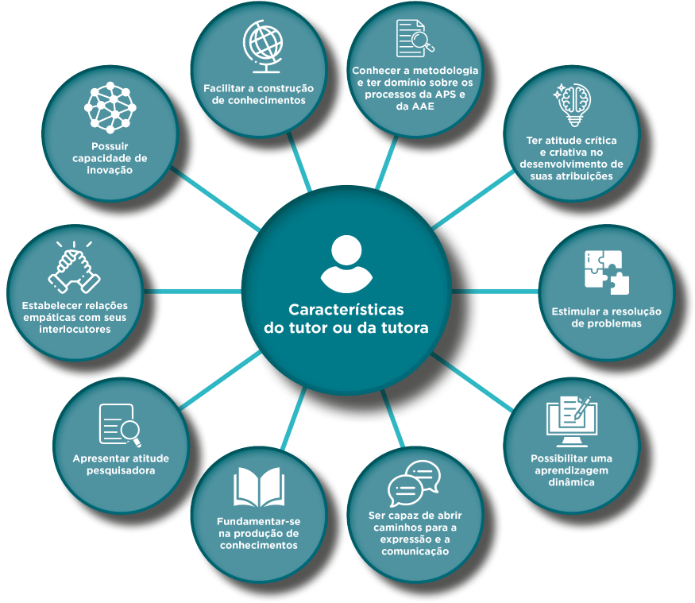 Características
do tutor ou da tutora
Facilitar a construção
de conhecimentos
Conhecer a metodologia
e ter domínio sobre os
processos da APS e
da AAE
Ter atitude crítica
e criativa no
desenvolvimento de
suas atribuições
Estimular a resolução
de problemas
Possibilitar uma
aprendizagem
dinâmica
Ser capaz de abrir
caminhos para a
expressão e a
comunicação
Fundamentar-se
na produção de
conhecimentos
Apresentar atitude
pesquisadora
Estabelecer relações
empáticas com seus
interlocutores
Possuir
capacidade de
inovação